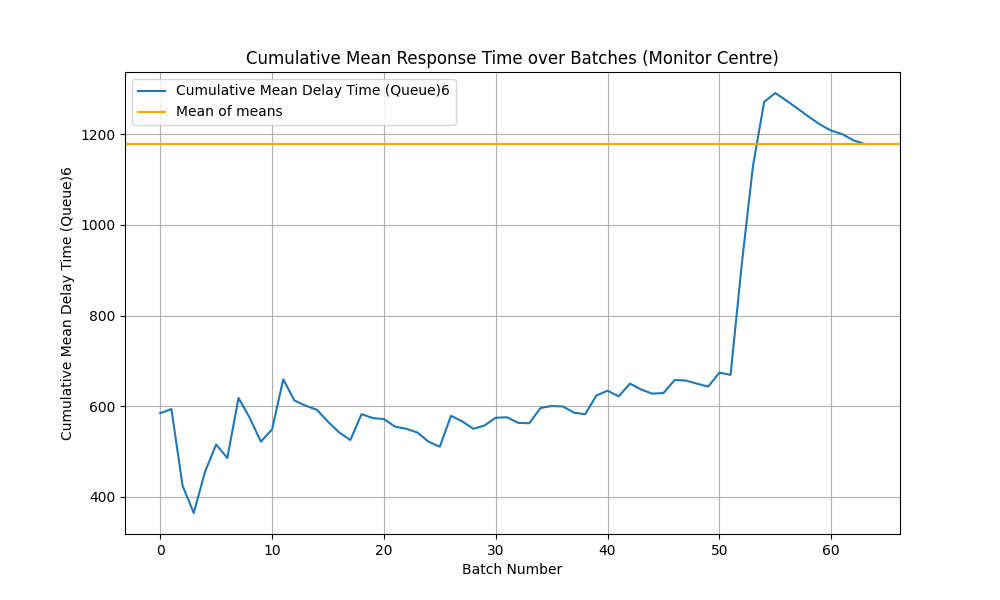 Cumulative Mean Response Time over Batches (Monitor Centre)
Cumulative Mean Delay Time (Queue)6
Mean of means
Cumulative Mean Delay Time (Queue)6
1200
1000
800
600
400
0 10 20 30 40 50 60
Batch Number